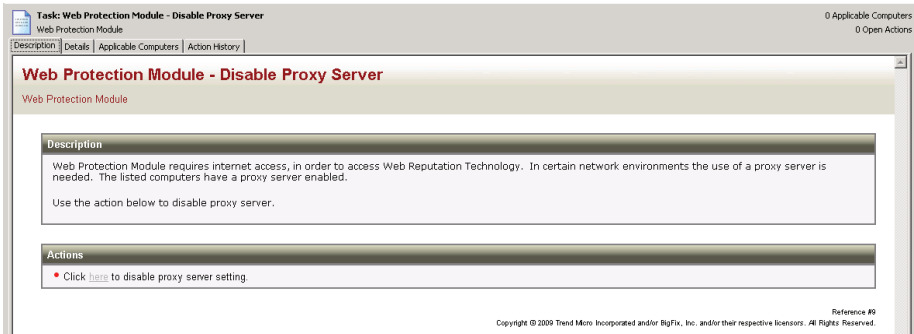 Task: Web Protection Module - Disable Proxy Server
0 Applicable Computers
Web Protection Module
0 Open Actions
Description
Details
Applicable Computers
Action History
Web Protection Module - Disable Proxy Server
Web Protection Module
Description
Web Protection Module requires internet access, in order to access Web Reputation Technology. In certain network environments the use of a proxy server is
needed. The listed computers have a proxy server enabled.
Use the action below to disable proxy server.
Actions
Click here to disable proxy server setting.
Reference #9
Copyright © 2009 Trend Micro Incorporated and/or BigFix, Inc. and/or their respective licensors. All Rights Reserved.